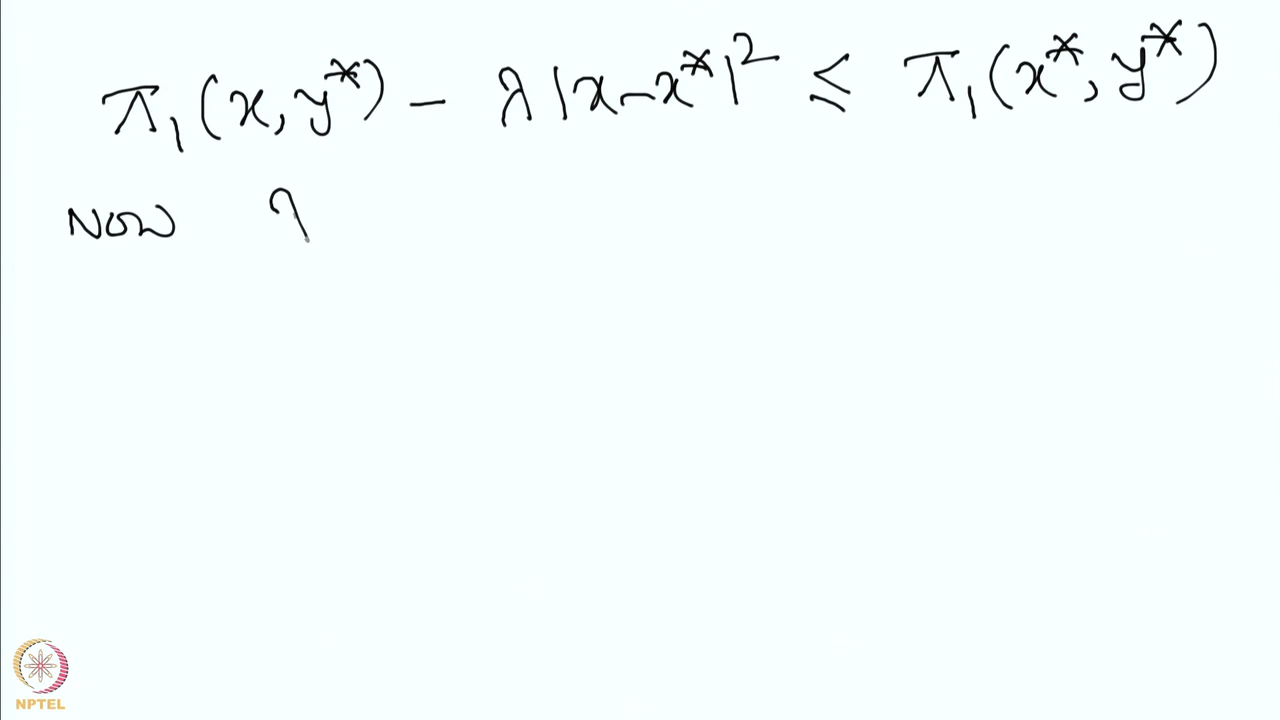 π₁(x, y*) - λ|x-x*|² ≤ π₁(x*, y*)
Now
NPTEL